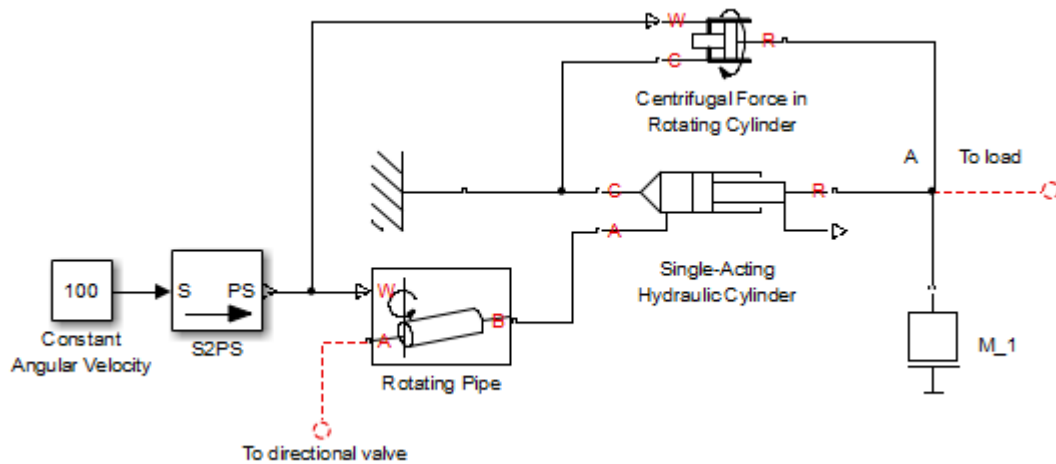 W
C
R
Centrifugal Force in
Rotating Cylinder
A
To load
C
R
A
Single-Acting
Hydraulic Cylinder
100
S PS
W
A
B
Constant
Angular Velocity
S2PS
Rotating Pipe
M_1
To directional valve